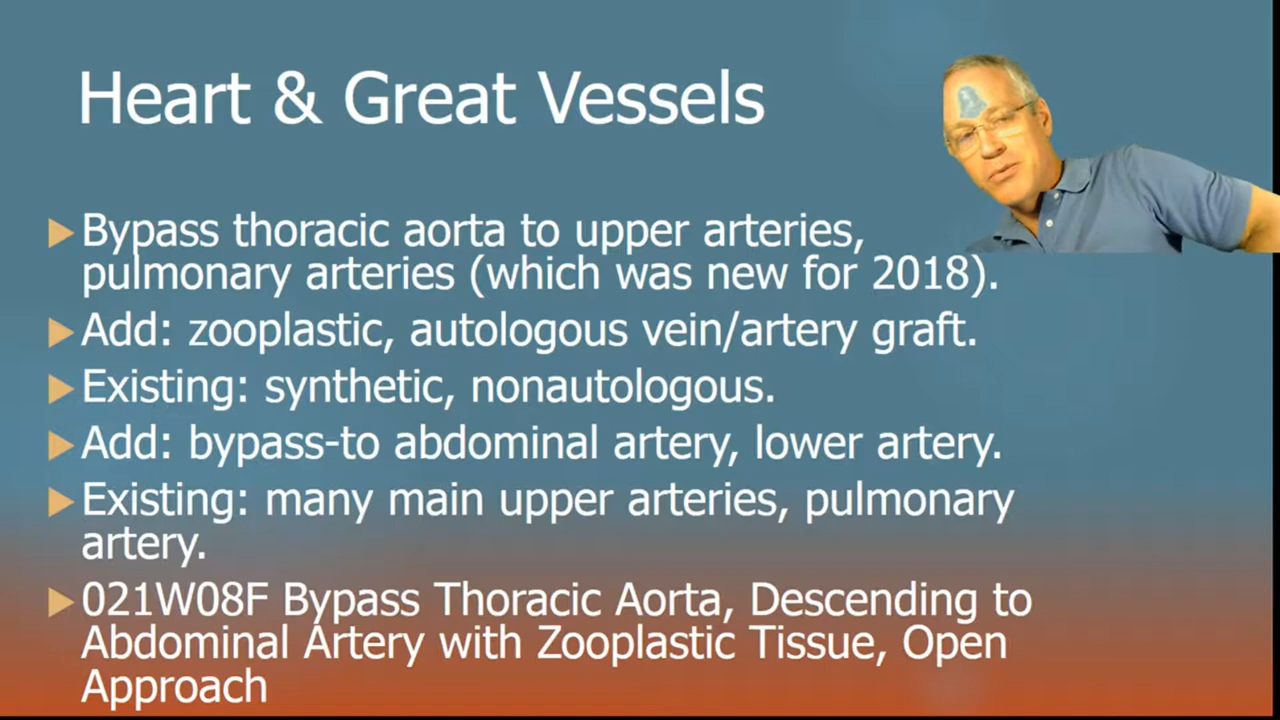 Heart & Great Vessels
Bypass thoracic aorta to upper arteries,
pulmonary arteries (which was new for 2018).
Add: zooplastic, autologous vein/artery graft.
Existing: synthetic, nonautologous.
Add: bypass-to abdominal artery, lower artery.
Existing: many main upper arteries, pulmonary
artery.
021W08F Bypass Thoracic Aorta, Descending to
Abdominal Artery with Zooplastic Tissue, Open
Approach